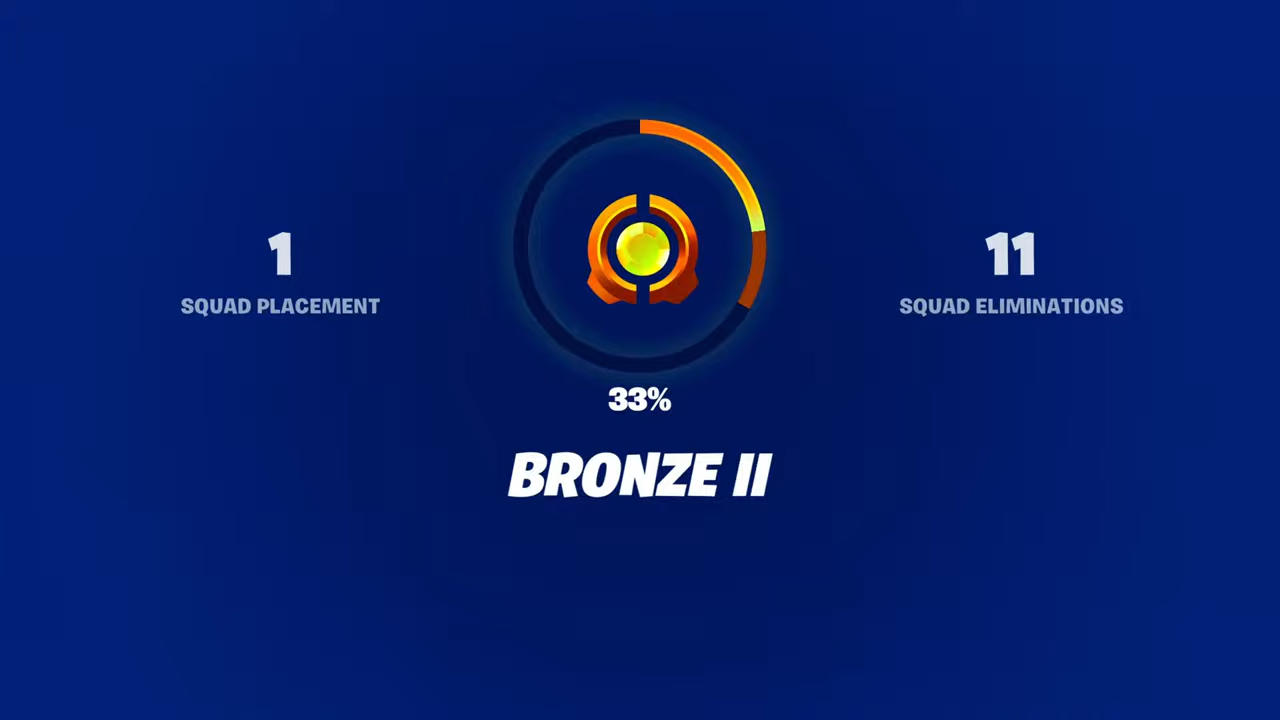 1
SQUAD PLACEMENT
11
SQUAD ELIMINATIONS
33%
BRONZE II